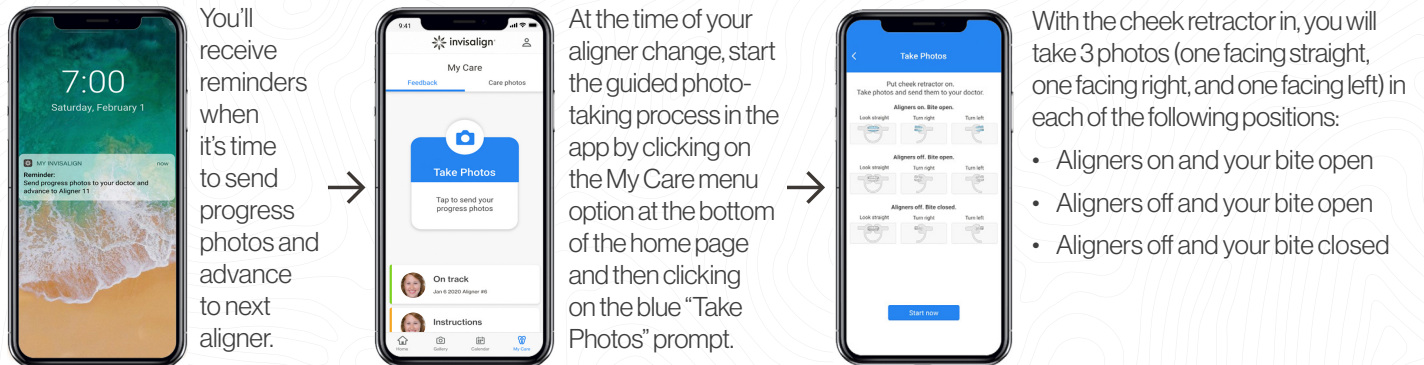 7:00
Saturday, February 1
MY INVISALIGN now
Reminder:
Send progress photos to your doctor and
advance to Aligner 11
You’ll
receive
reminders
when
it’s time
to send
progress
photos and
advance
to next
aligner.
9:41
invisalign
My Care
Feedback Care photos
Take Photos
Tap to send your
progress photos
On track
Jan 6 2020 Aligner #6
Instructions
Home Gallery Calendar My Care
At the time of your
aligner change, start
the guided photo-
taking process in the
app by clicking on
the My Care menu
option at the bottom
of the home page
and then clicking
on the blue “Take
Photos” prompt.
Take Photos
Put cheek retractor on.
Take photos and send them to your doctor.
Aligners on. Bite open.
Look straight Turn right Turn left
Aligners off. Bite open.
Look straight Turn right Turn left
Aligners off. Bite closed.
Look straight Turn right Turn left
Start now
With the cheek retractor in, you will
take 3 photos (one facing straight,
one facing right, and one facing left) in
each of the following positions:
• Aligners on and your bite open
• Aligners off and your bite open
• Aligners off and your bite closed